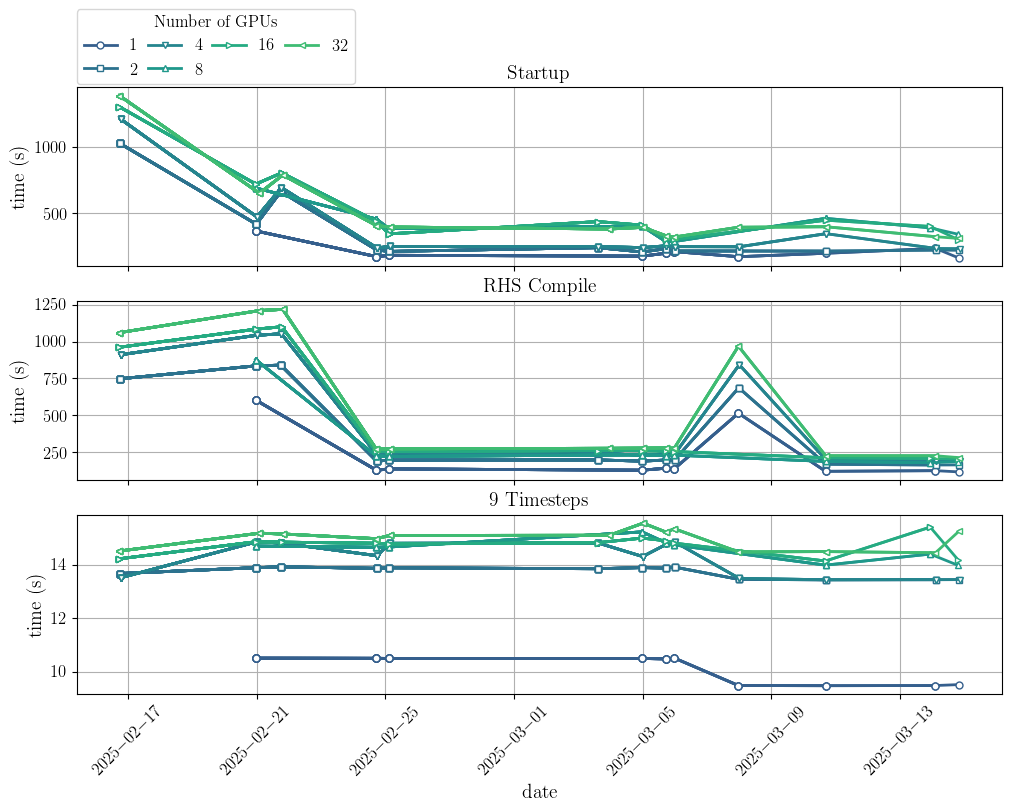 Number of GPUs
1 4 16 32
2 8
Startup
time (s)
1000
500
RHS Compile
time (s)
1250
1000
750
500
250
9 Timesteps
time (s)
14
12
10
2025−02−17 2025−02−21 2025−02−25 2025−03−01 2025−03−05 2025−03−09 2025−03−13
date